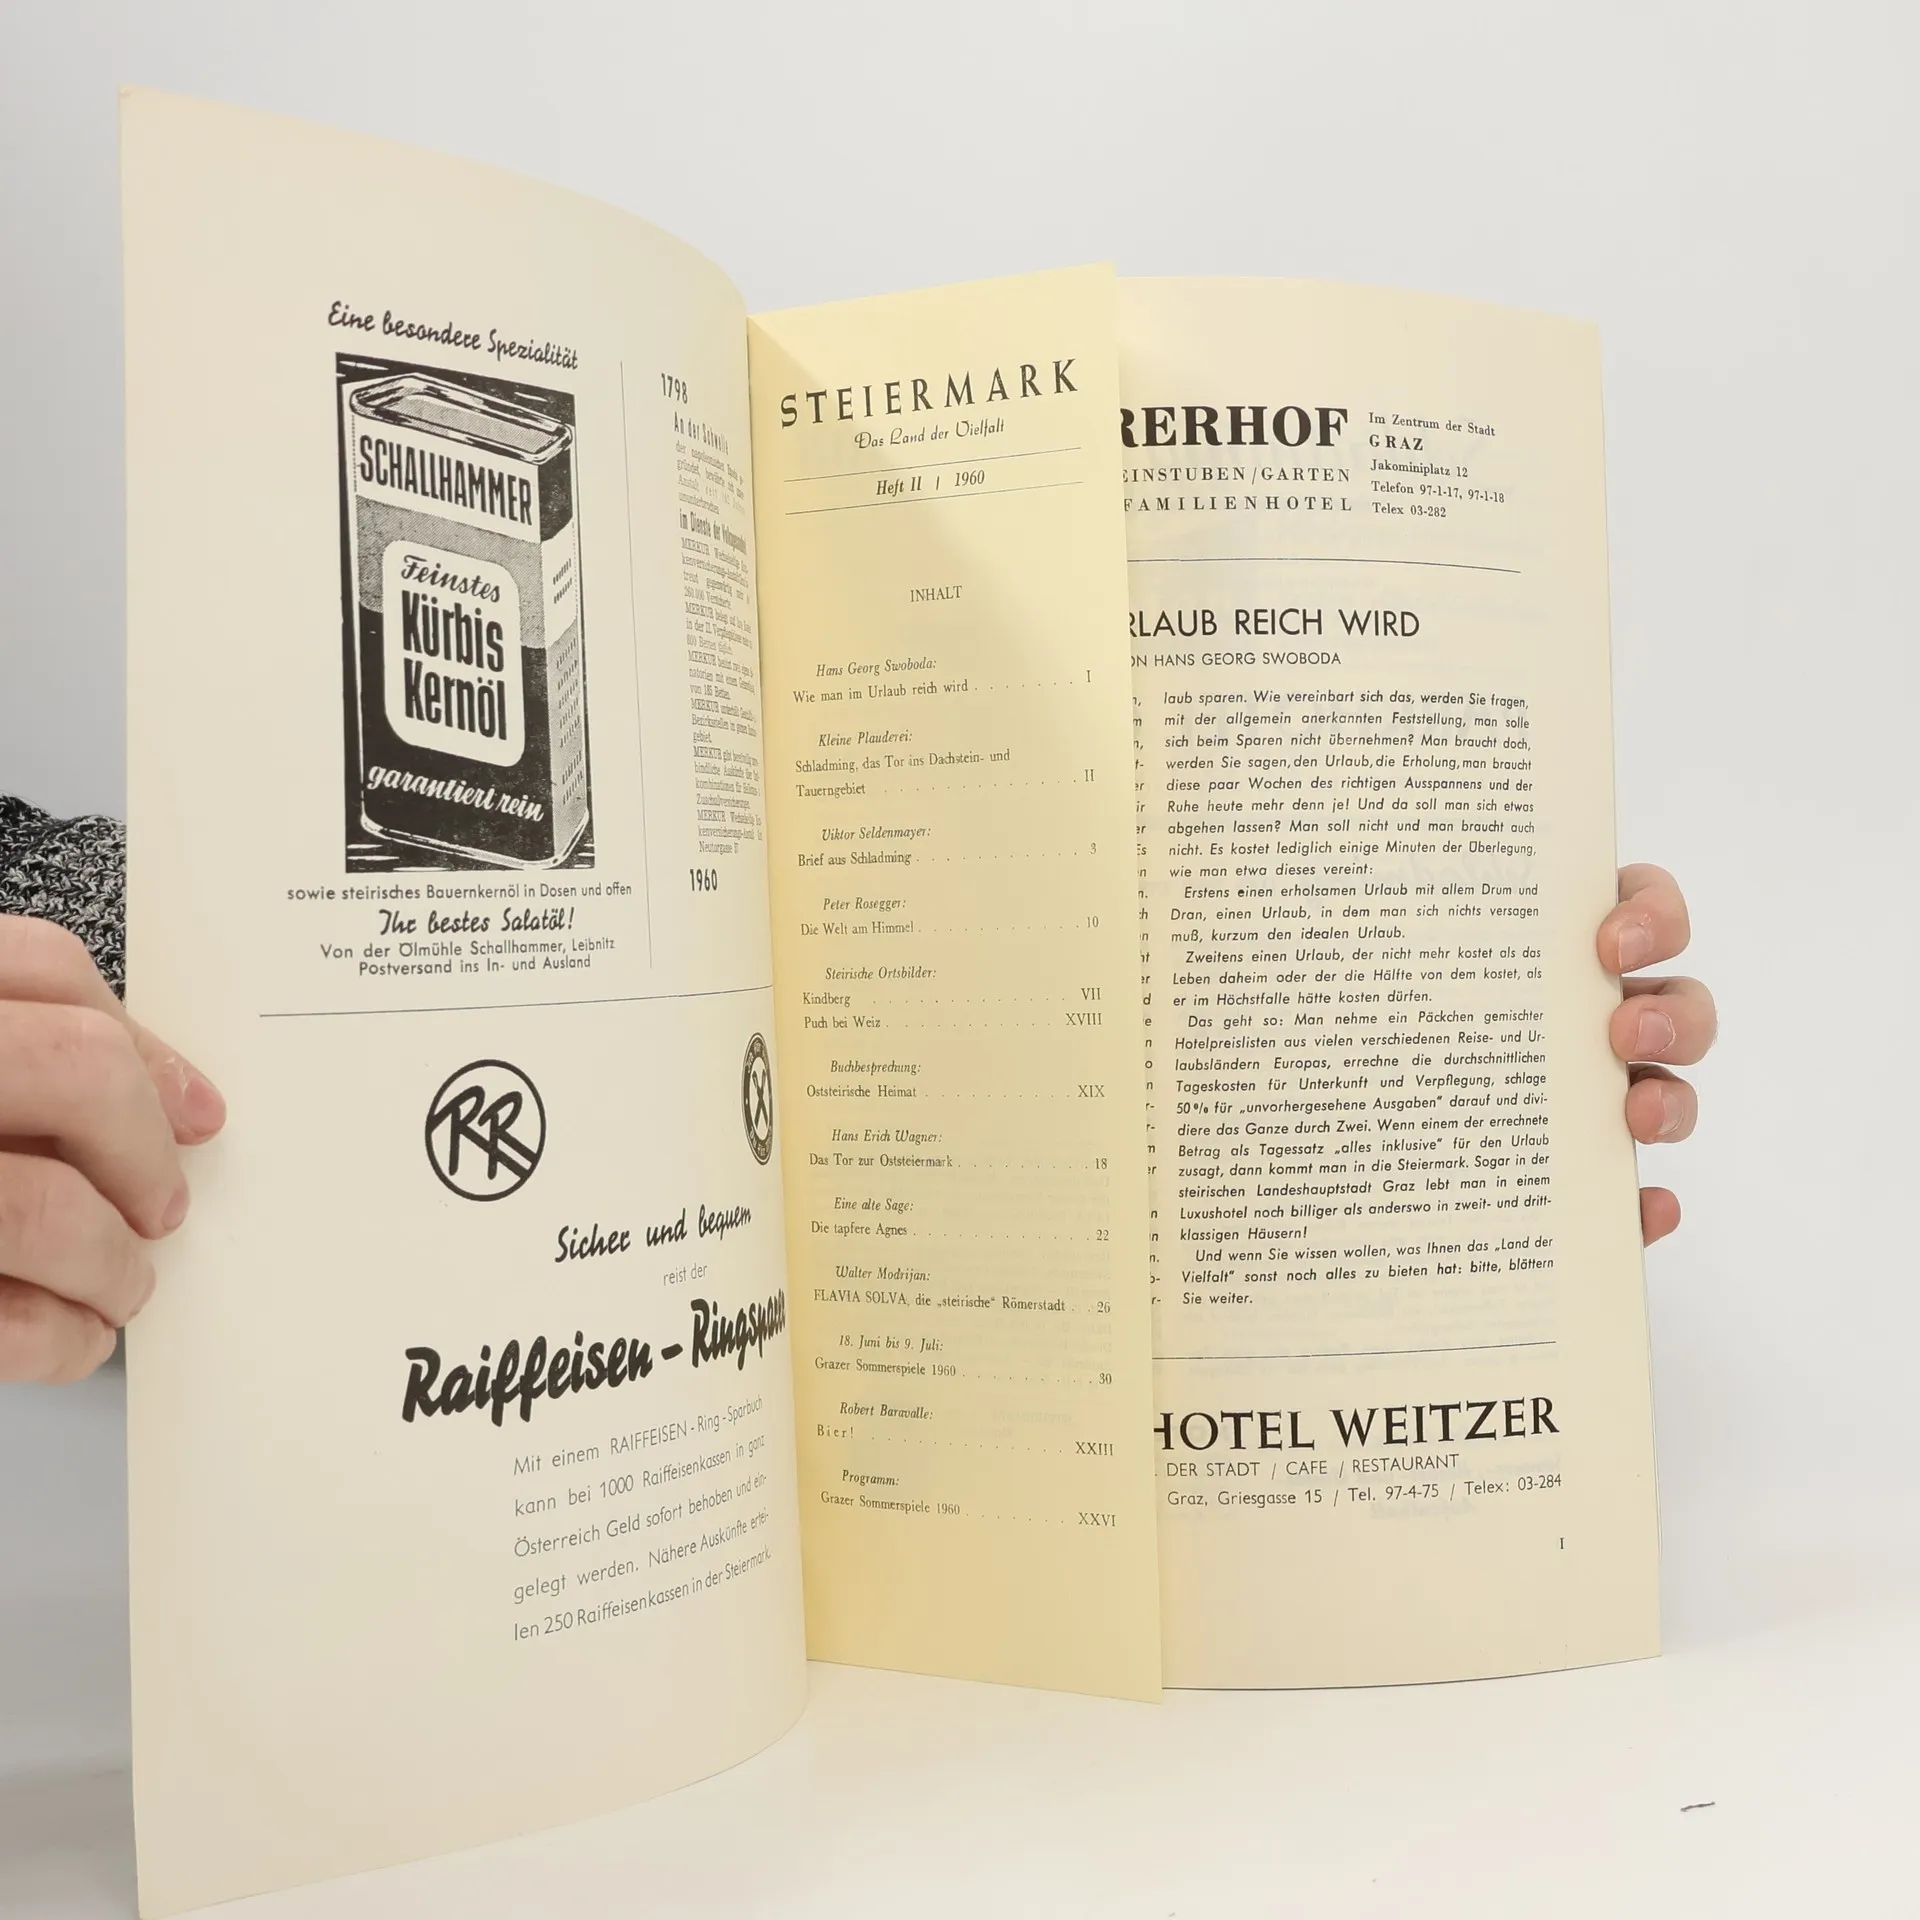 Eine besondere Spezialität
SCHALLHAMMER
Feinstes
Kürbis
Kernöl
garantiert rein
sowie steirisches Bauernkernöl in Dosen und offen
Ihr bestes Salatöl!
Von der Ölmühle Schallhammer, Leibnitz
Postversand ins In- und Ausland
1798
An der Schwelle
im Dienste der
1960
RR
Sicher und bequem
reist der
Raiffeisen-Ringspar
Mit einem RAIFFEISEN-Ring-Sparbuch
kann bei 1000 Raiffeisenkassen in ganz
Österreich Geld sofort behoben und ein-
gelegt werden. Nähere Auskünfte ertei-
len 250 Raiffeisenkassen in der Steiermark.
STEIERMARK
Das Land der Vielfalt
Heft II | 1960
INHALT
Hans Georg Swoboda:
Wie man im Urlaub reich wird . . . . . . . I
Kleine Plauderei:
Schladming, das Tor ins Dachstein- und
Tauerngebiet . . . . . . . . . . . . II
Viktor Seldenmayer:
Brief aus Schladming . . . . . . . . . . 3
Peter Rosegger:
Die Welt am Himmel . . . . . . . . . . 10
Steirische Ortsbilder:
Kindberg . . . . . . . . . . . . VII
Puch bei Weiz . . . . . . . . . . XVIII
Buchbesprechung:
Oststeirische Heimat . . . . . . . . . XIX
Hans Erich Wagner:
Das Tor zur Oststeiermark . . . . . . . . 18
Eine alte Sage:
Die tapfere Agnes . . . . . . . . . . . 22
Walter Modrijan:
FLAVIA SOLVA, die „steirische“ Römerstadt . . 26
18. Juni bis 9. Juli:
Grazer Sommerspiele 1960 . . . . . . . . 30
Robert Baravalle:
Bier! . . . . . . . . . . . . . XXIII
Programm:
Grazer Sommerspiele 1960 . . . . . . . XXVI
RERHOF
EINSTUBEN/GARTEN
FAMILIENHOTEL
Im Zentrum der Stadt
GRAZ
Jakominiplatz 12
Telefon 97-1-17, 97-1-18
Telex 03-282
RLAUB REICH WIRD
ON HANS GEORG SWOBODA
laub sparen. Wie vereinbart sich das, werden Sie fragen,
mit der allgemein anerkannten Feststellung, man solle
sich beim Sparen nicht übernehmen? Man braucht doch,
werden Sie sagen, den Urlaub, die Erholung, man braucht
diese paar Wochen des richtigen Ausspannens und der
Ruhe heute mehr denn je! Und da soll man sich etwas
abgehen lassen? Man soll nicht und man braucht auch
nicht. Es kostet lediglich einige Minuten der Überlegung,
wie man etwa dieses vereint:
Erstens einen erholsamen Urlaub mit allem Drum und
Dran, einen Urlaub, in dem man sich nichts versagen
muß, kurzum den idealen Urlaub.
Zweitens einen Urlaub, der nicht mehr kostet als das
Leben daheim oder der die Hälfte von dem kostet, als
er im Höchstfalle hätte kosten dürfen.
Das geht so: Man nehme ein Päckchen gemischter
Hotelpreislisten aus vielen verschiedenen Reise- und Ur-
laubsländern Europas, errechne die durchschnittlichen
Tageskosten für Unterkunft und Verpflegung, schlage
50 % für „unvorhergesehene Ausgaben“ darauf und divi-
diere das Ganze durch Zwei. Wenn einem der errechnete
Betrag als Tagessatz „alles inklusive“ für den Urlaub
zusagt, dann kommt man in die Steiermark. Sogar in der
steirischen Landeshauptstadt Graz lebt man in einem
Luxushotel noch billiger als anderswo in zweit- und dritt-
klassigen Häusern!
Und wenn Sie wissen wollen, was Ihnen das „Land der
Vielfalt“ sonst noch alles zu bieten hat: bitte, blättern
Sie weiter.
HOTEL WEITZER
DER STADT / CAFE / RESTAURANT
Graz, Griesgasse 15 / Tel. 97-4-75 / Telex: 03-284
I